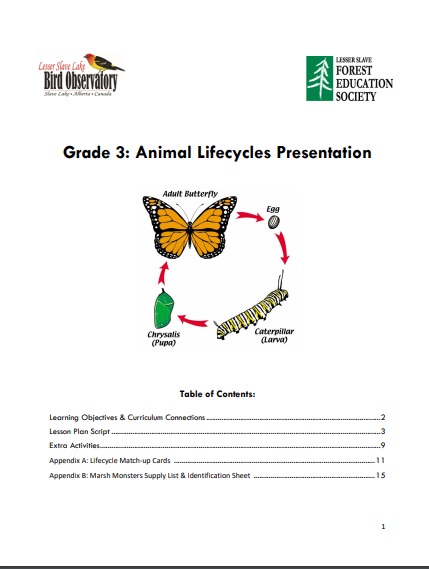 Lesser Slave Lake
Bird Observatory
Slave Lake • Alberta • Canada
LESSER SLAVE
FOREST
EDUCATION
SOCIETY
Grade 3: Animal Lifecycles Presentation
Adult Butterfly
Egg
Chrysalis
(Pupa)
Caterpillar
(Larva)
Table of Contents:
Learning Objectives & Curriculum Connections ........................................ 2
Lesson Plan Script ........................................ 3
Extra Activities ........................................ 9
Appendix A: Lifecycle Match-up Cards ........................................ 11
Appendix B: Marsh Monsters Supply List & Identification Sheet ........................................ 15
1